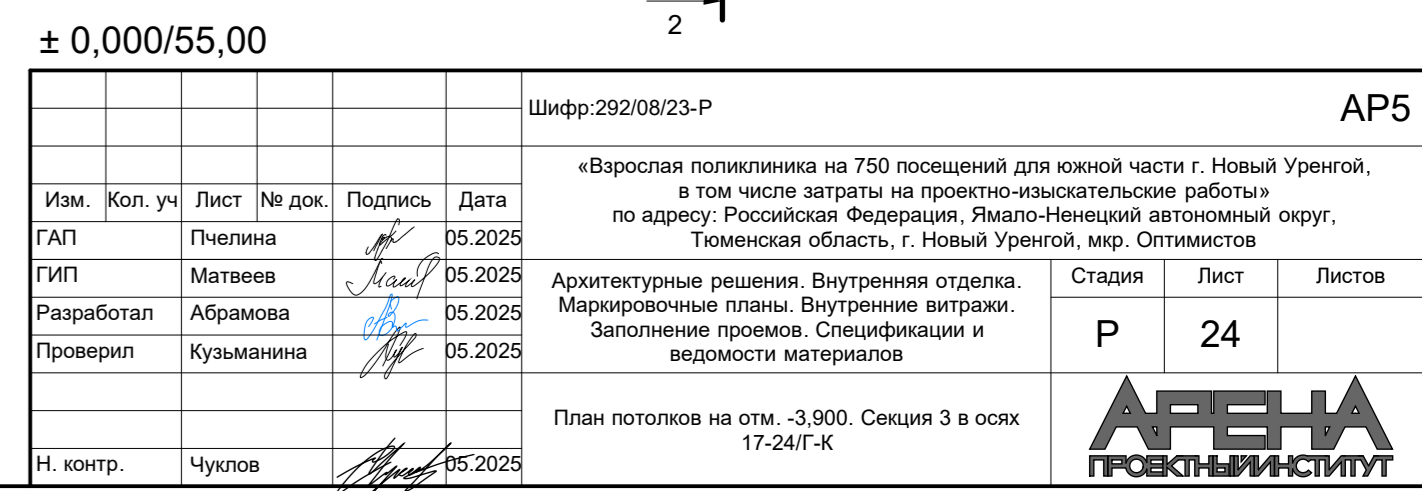 2
± 0,000/55,00
Шифр:292/08/23-Р
АР5
«Взрослая поликлиника на 750 посещений для южной части г. Новый Уренгой,
в том числе затраты на проектно-изыскательские работы»
по адресу: Российская Федерация, Ямало-Ненецкий автономный округ,
Тюменская область, г. Новый Уренгой, мкр. Оптимистов
Изм. Кол. уч Лист № док. Подпись Дата
ГАП Пчелина 05.2025
ГИП Матвеев 05.2025
Разработал Абрамова 05.2025
Проверил Кузьманина 05.2025
Н. контр. Чуклов 05.2025
Архитектурные решения. Внутренняя отделка.
Маркировочные планы. Внутренние витражи.
Заполнение проемов. Спецификации и
ведомости материалов
Стадия Лист Листов
Р 24
План потолков на отм. -3,900. Секция 3 в осях
17-24/Г-К
АРЕНА
ПРОЕКТНЫЙ ИНСТИТУТ